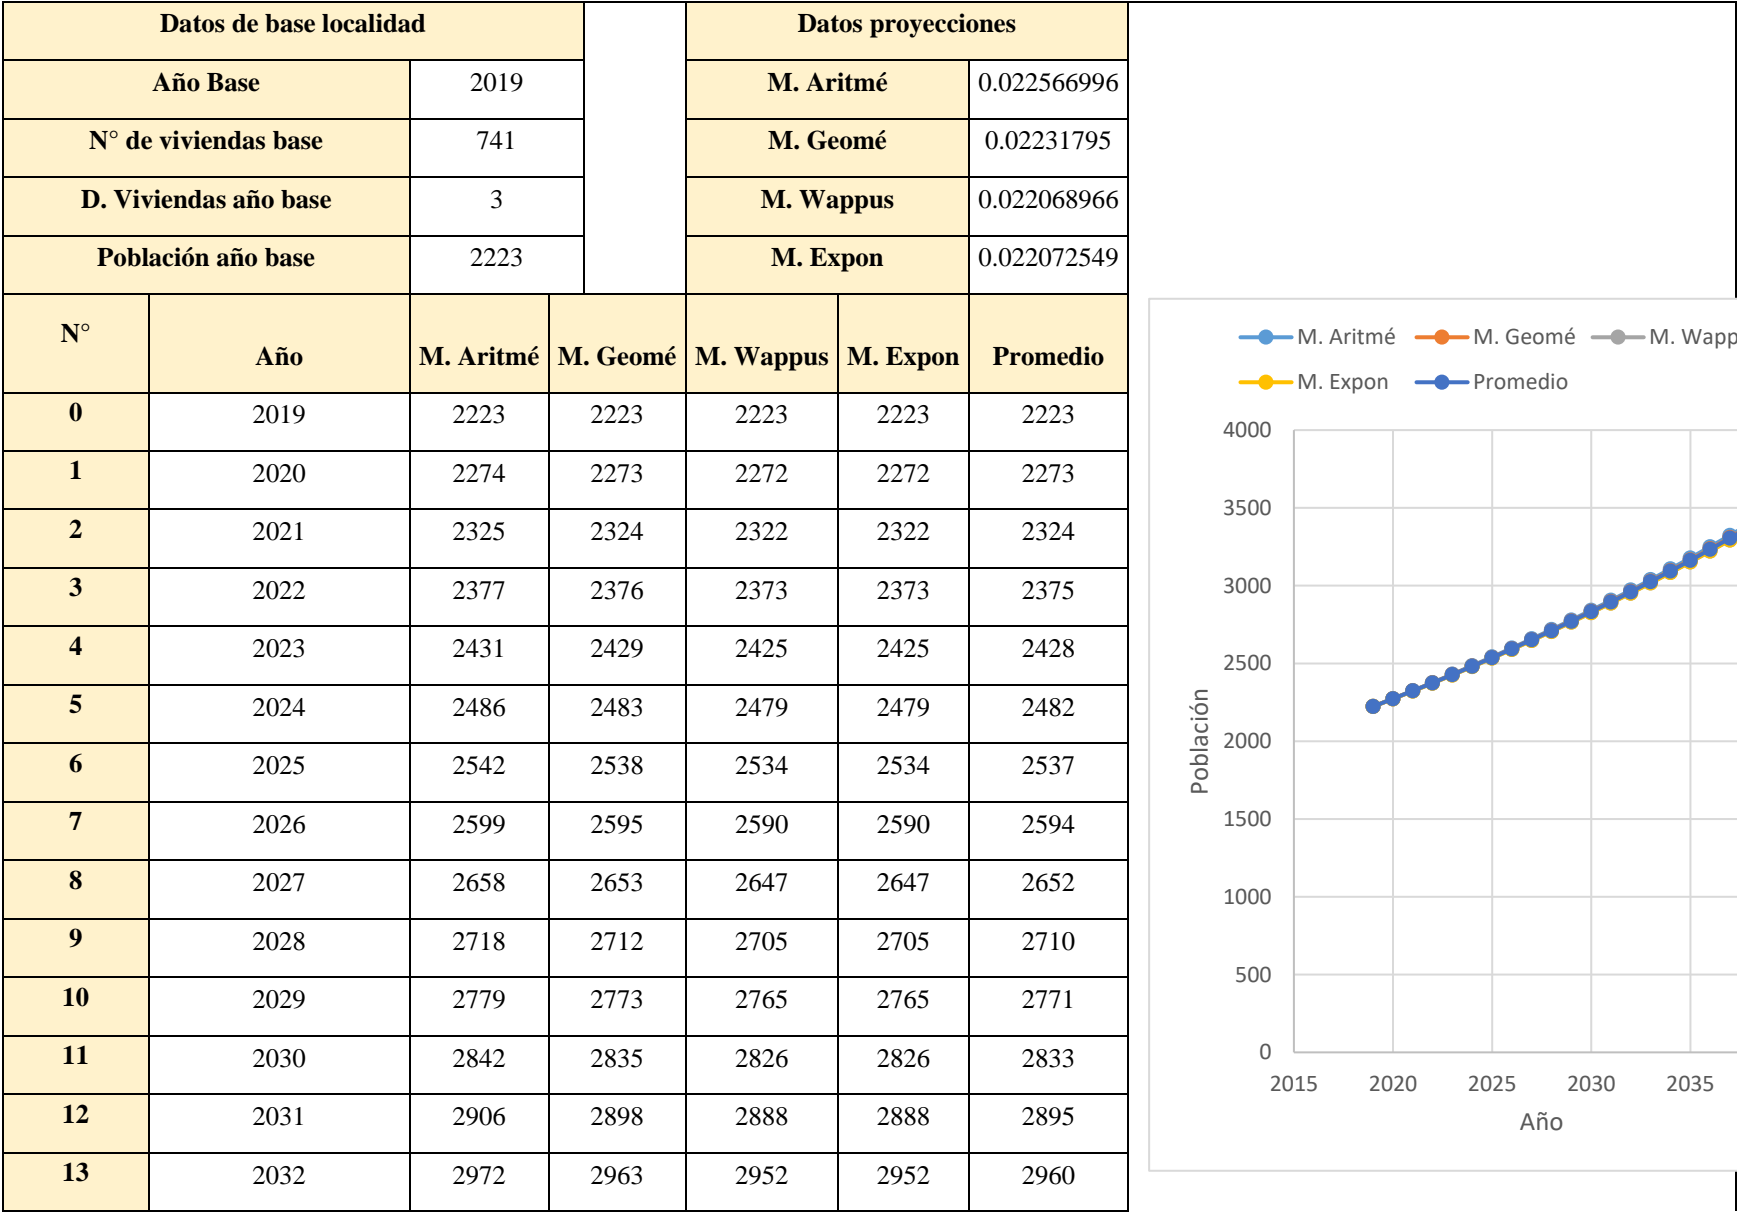 Datos de base localidad Datos proyecciones
Año Base 2019 M. Aritmé 0.022566996
N° de viviendas base 741 M. Geomé 0.02231795
D. Viviendas año base 3 M. Wappus 0.022068966
Población año base 2223 M. Expon 0.022072549
N° Año M. Aritmé M. Geomé M. Wappus M. Expon Promedio
0 2019 2223 2223 2223 2223 2223
1 2020 2274 2273 2272 2272 2273
2 2021 2325 2324 2322 2322 2324
3 2022 2377 2376 2373 2373 2375
4 2023 2431 2429 2425 2425 2428
5 2024 2486 2483 2479 2479 2482
6 2025 2542 2538 2534 2534 2537
7 2026 2599 2595 2590 2590 2594
8 2027 2658 2653 2647 2647 2652
9 2028 2718 2712 2705 2705 2710
10 2029 2779 2773 2765 2765 2771
11 2030 2842 2835 2826 2826 2833
12 2031 2906 2898 2888 2888 2895
13 2032 2972 2963 2952 2952 2960
M. Aritmé M. Geomé M. Wapp
M. Expon Promedio
4000
3500
3000
2500
2000
1500
1000
500
0
Población
2015 2020 2025 2030 2035
Año